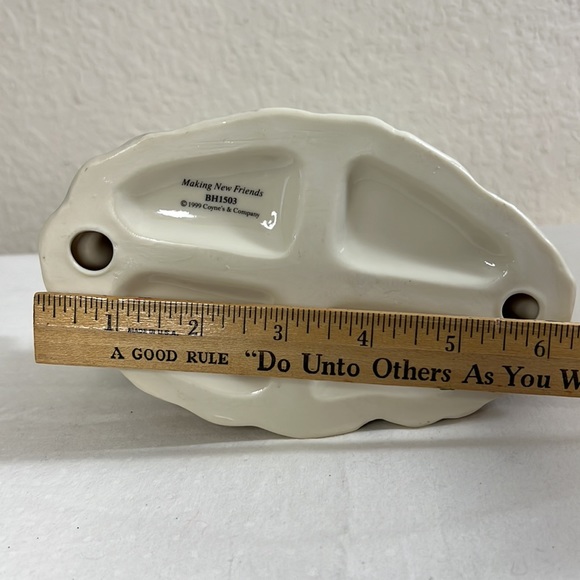 Making New Friends
BH1503
© 1999 Coyne's & Company
1 2 3 4 5 6
A GOOD RULE "Do Unto Others As You W